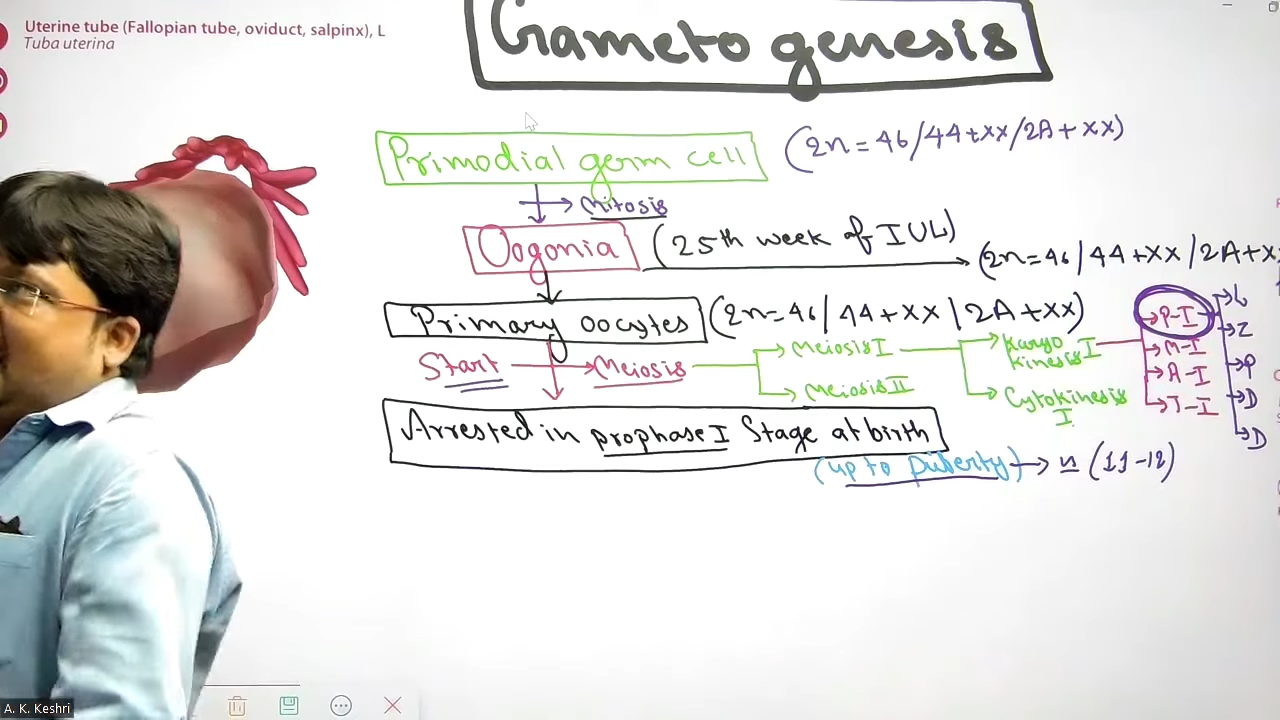 Uterine tube (Fallopian tube, oviduct, salpinx), L
Tuba uterina
Gameto genesis
Primodial germ cell (2n = 46/44+xx/2A+xx)
Mitosis
Oogonia (25th week of IUL) (2n=46/44+xx/2A+x
Primary oocytes (2n=46/44+xx/2A+xx)
Start Meiosis
Meiosis I
Meiosis II
Karyo
kinesis I
Cytokinesis
I
P-I
M-I
A-I
T-I
L
Z
P
D
D
Arrested in prophase I Stage at birth
(up to puberty) (11-12)
A. K. Keshri